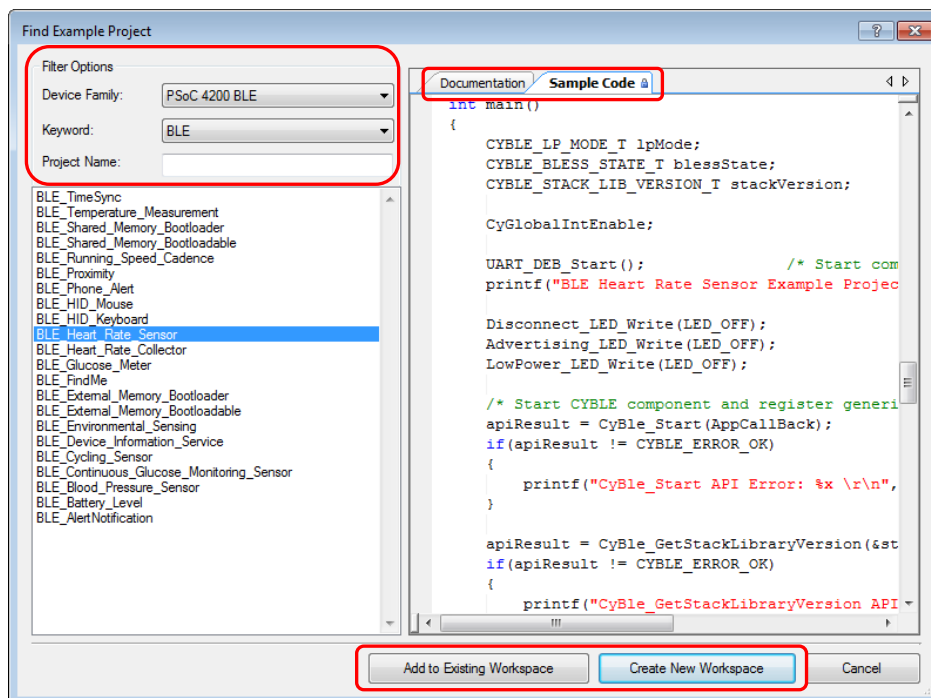 Find Example Project
Filter Options
Device Family:
PSoC 4200 BLE
Keyword:
BLE
Project Name:
BLE_TimeSync
BLE_Temperature_Measurement
BLE_Shared_Memory_Bootloader
BLE_Shared_Memory_Bootloadable
BLE_Running_Speed_Cadence
BLE_Proximity
BLE_Phone_Alert
BLE_HID_Mouse
BLE_HID_Keyboard
BLE_Heart_Rate_Sensor
BLE_Heart_Rate_Collector
BLE_Glucose_Meter
BLE_FindMe
BLE_External_Memory_Bootloader
BLE_External_Memory_Bootloadable
BLE_Environmental_Sensing
BLE_Device_Information_Service
BLE_Cycling_Sensor
BLE_Continuous_Glucose_Monitoring_Sensor
BLE_Blood_Pressure_Sensor
BLE_Battery_Level
BLE_AlertNotification
Documentation
Sample Code
int main()
{
CYBLE_LP_MODE_T lpMode;
CYBLE_BLESS_STATE_T blessState;
CYBLE_STACK_LIB_VERSION_T stackVersion;
CyGlobalIntEnable;
UART_DEB_Start(); /* Start com
printf("BLE Heart Rate Sensor Example Projec
Disconnect_LED_Write(LED_OFF);
Advertising_LED_Write(LED_OFF);
LowPower_LED_Write(LED_OFF);
/* Start CYBLE component and register generi
apiResult = CyBle_Start(AppCallBack);
if(apiResult != CYBLE_ERROR_OK)
{
printf("CyBle_Start API Error: %x \r\n",
}
apiResult = CyBle_GetStackLibraryVersion(&st
if(apiResult != CYBLE_ERROR_OK)
{
printf("CyBle_GetStackLibraryVersion API
Add to Existing Workspace
Create New Workspace
Cancel